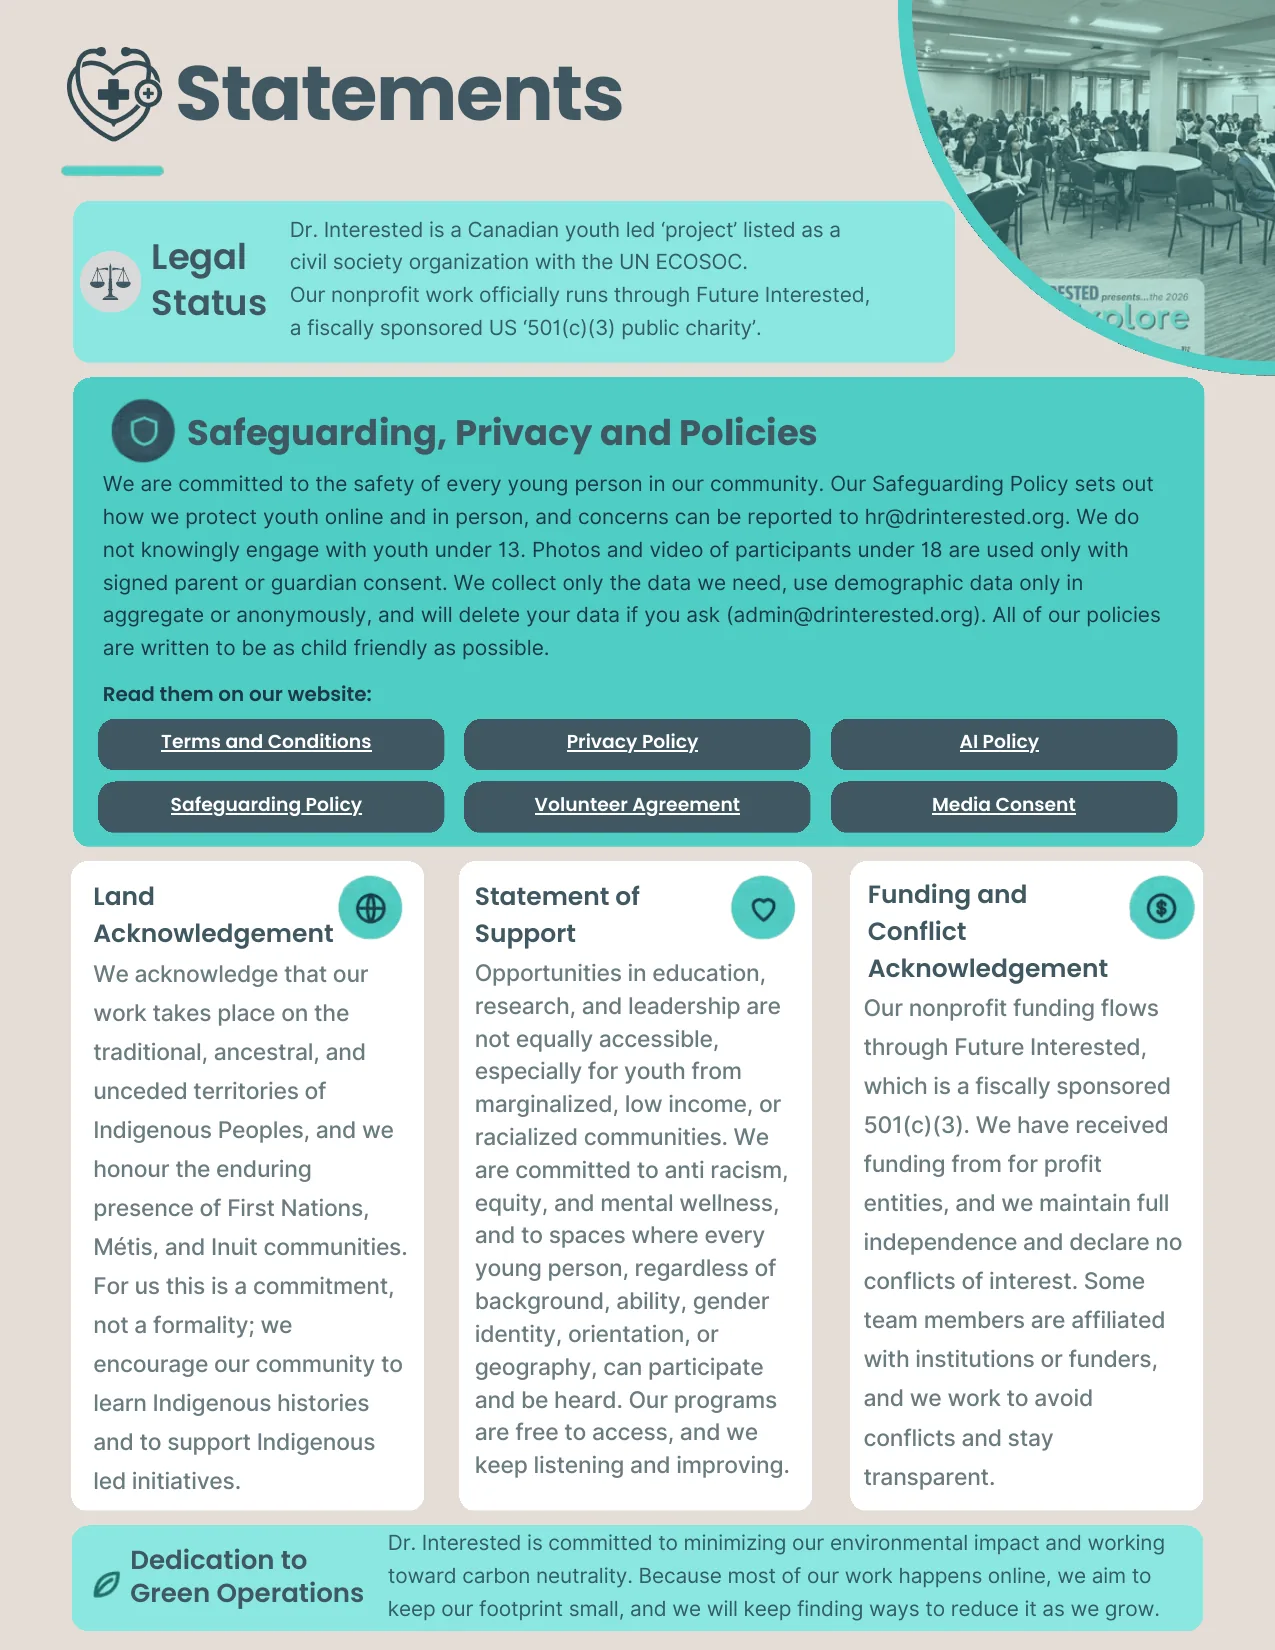 Statements
RESTED presents...the 2026
xplore
Legal
Status
Dr. Interested is a Canadian youth led ‘project’ listed as a
civil society organization with the UN ECOSOC.
Our nonprofit work officially runs through Future Interested,
a fiscally sponsored US ‘501(c)(3) public charity’.
Safeguarding, Privacy and Policies
We are committed to the safety of every young person in our community. Our Safeguarding Policy sets out
how we protect youth online and in person, and concerns can be reported to hr@drinterested.org. We do
not knowingly engage with youth under 13. Photos and video of participants under 18 are used only with
signed parent or guardian consent. We collect only the data we need, use demographic data only in
aggregate or anonymously, and will delete your data if you ask (admin@drinterested.org). All of our policies
are written to be as child friendly as possible.
Read them on our website:
Terms and Conditions
Privacy Policy
AI Policy
Safeguarding Policy
Volunteer Agreement
Media Consent
Land
Acknowledgement
We acknowledge that our
work takes place on the
traditional, ancestral, and
unceded territories of
Indigenous Peoples, and we
honour the enduring
presence of First Nations,
Métis, and Inuit communities.
For us this is a commitment,
not a formality; we
encourage our community to
learn Indigenous histories
and to support Indigenous
led initiatives.
Statement of
Support
Opportunities in education,
research, and leadership are
not equally accessible,
especially for youth from
marginalized, low income, or
racialized communities. We
are committed to anti racism,
equity, and mental wellness,
and to spaces where every
young person, regardless of
background, ability, gender
identity, orientation, or
geography, can participate
and be heard. Our programs
are free to access, and we
keep listening and improving.
Funding and
Conflict
Acknowledgement
Our nonprofit funding flows
through Future Interested,
which is a fiscally sponsored
501(c)(3). We have received
funding from for profit
entities, and we maintain full
independence and declare no
conflicts of interest. Some
team members are affiliated
with institutions or funders,
and we work to avoid
conflicts and stay
transparent.
Dedication to
Green Operations
Dr. Interested is committed to minimizing our environmental impact and working
toward carbon neutrality. Because most of our work happens online, we aim to
keep our footprint small, and we will keep finding ways to reduce it as we grow.